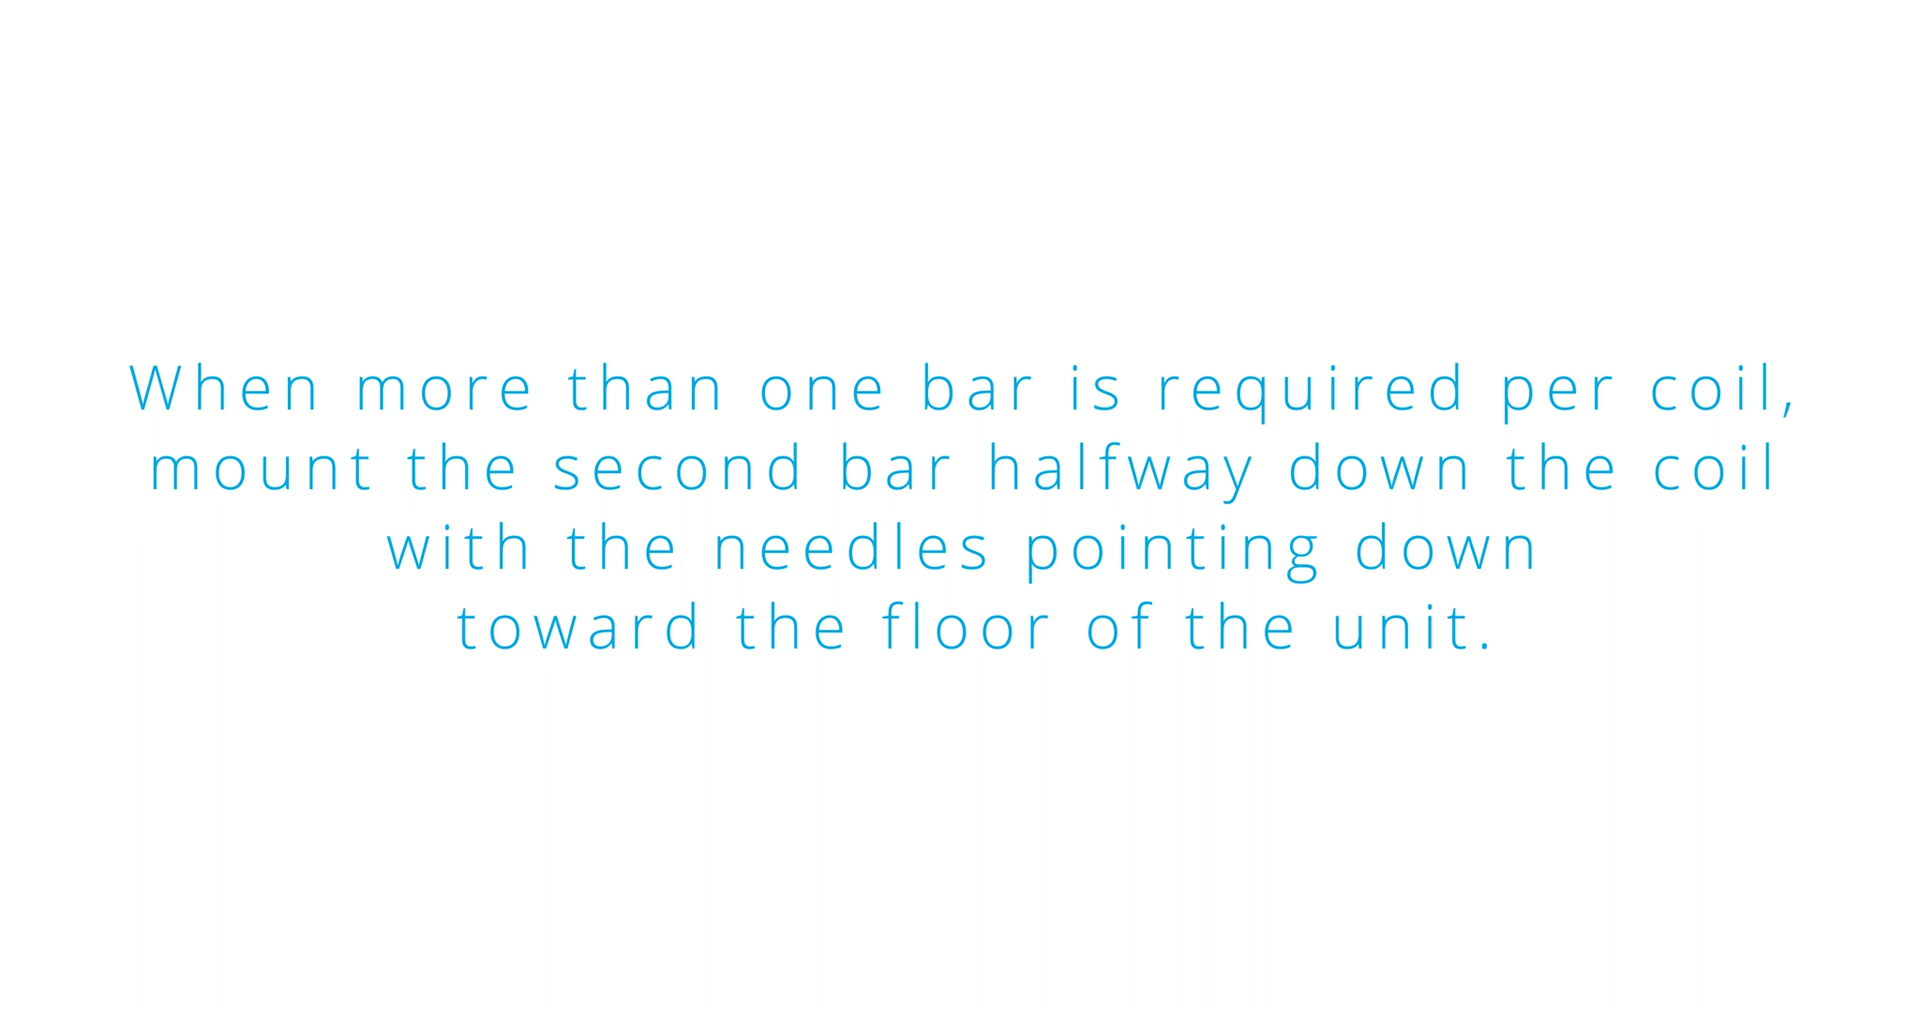 When more than one bar is required per coil,
mount the second bar halfway down the coil
with the needles pointing down
toward the floor of the unit.